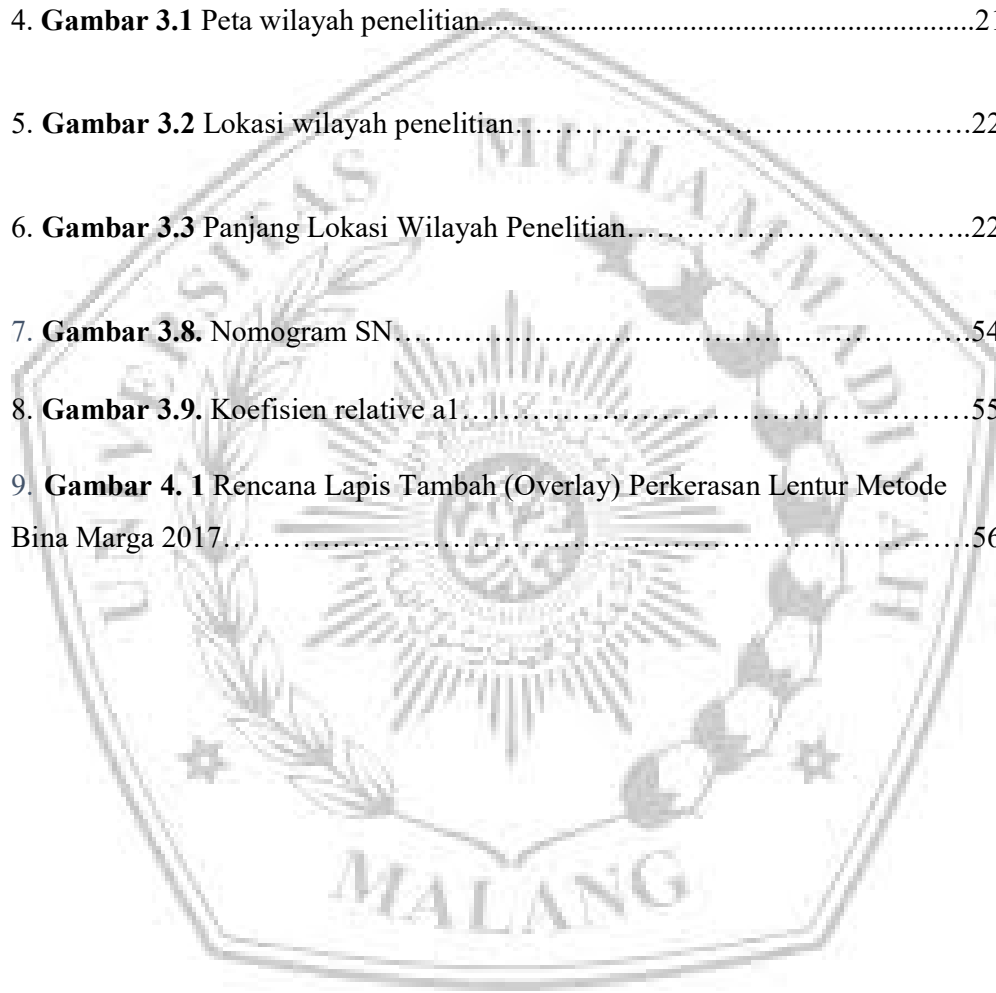 4. Gambar 3.1 Peta wilayah penelitian..........................................................................21
5. Gambar 3.2 Lokasi wilayah penelitian……………………………………………….22
6. Gambar 3.3 Panjang Lokasi Wilayah Penelitian…………………………………….22
7. Gambar 3.8. Nomogram SN………………………………………………………….54
8. Gambar 3.9. Koefisien relative a1……………………………………………………55
9. Gambar 4. 1 Rencana Lapis Tambah (Overlay) Perkerasan Lentur Metode
Bina Marga 2017………………………………………………………………………….56
UNIVERSITAS MUHAMMADIYAH
MALANG